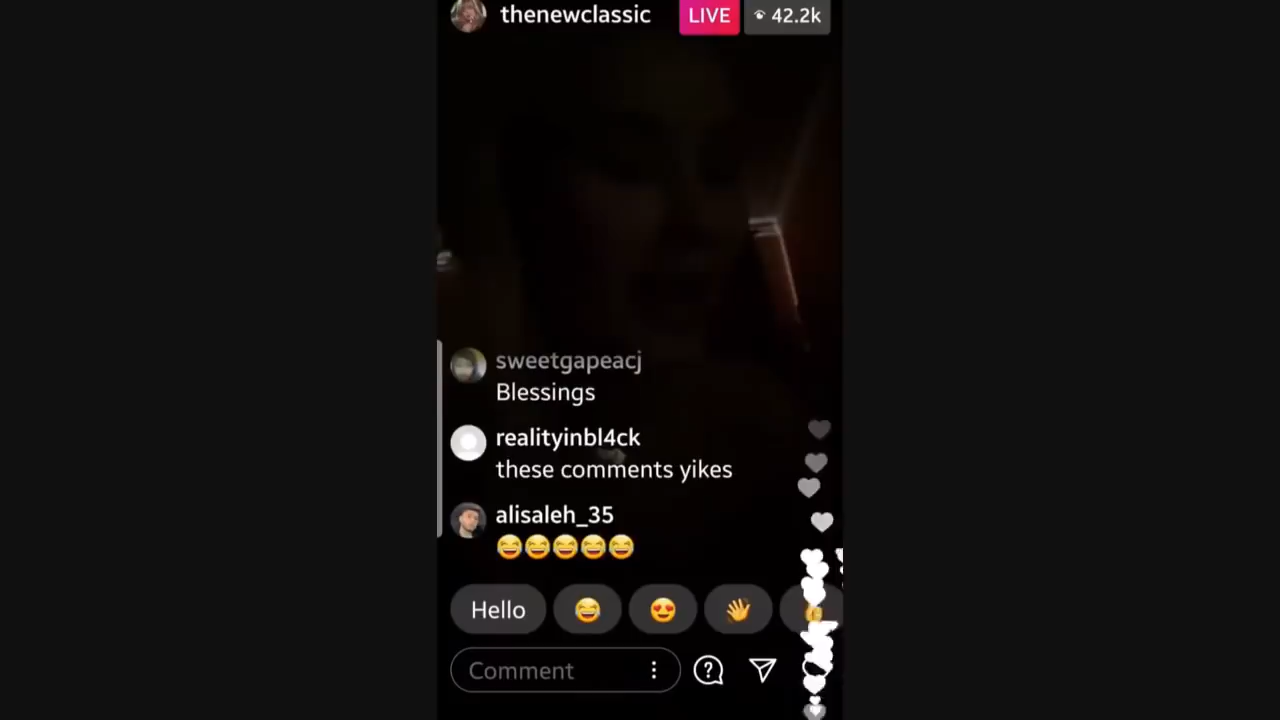 thenewclassic LIVE 42.2k
sweetgapeacj
Blessings
realityinbl4ck
these comments yikes
alisaleh_35
😂😂😂😂😂
Hello 😂 😍 👋
Comment